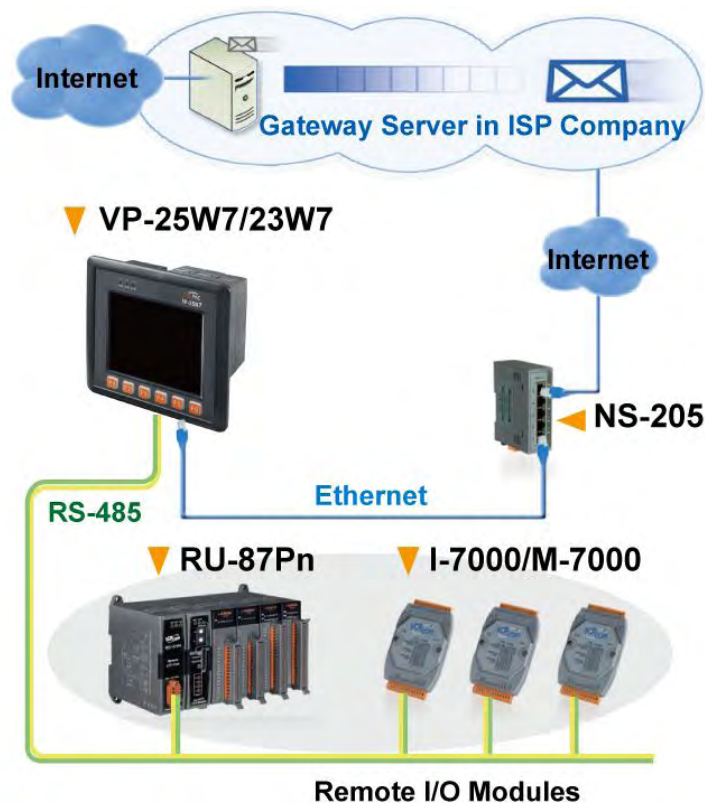 Internet
Gateway Server in ISP Company
VP-25W7/23W7
Internet
NS-205
Ethernet
RS-485
RU-87Pn
I-7000/M-7000
Remote I/O Modules